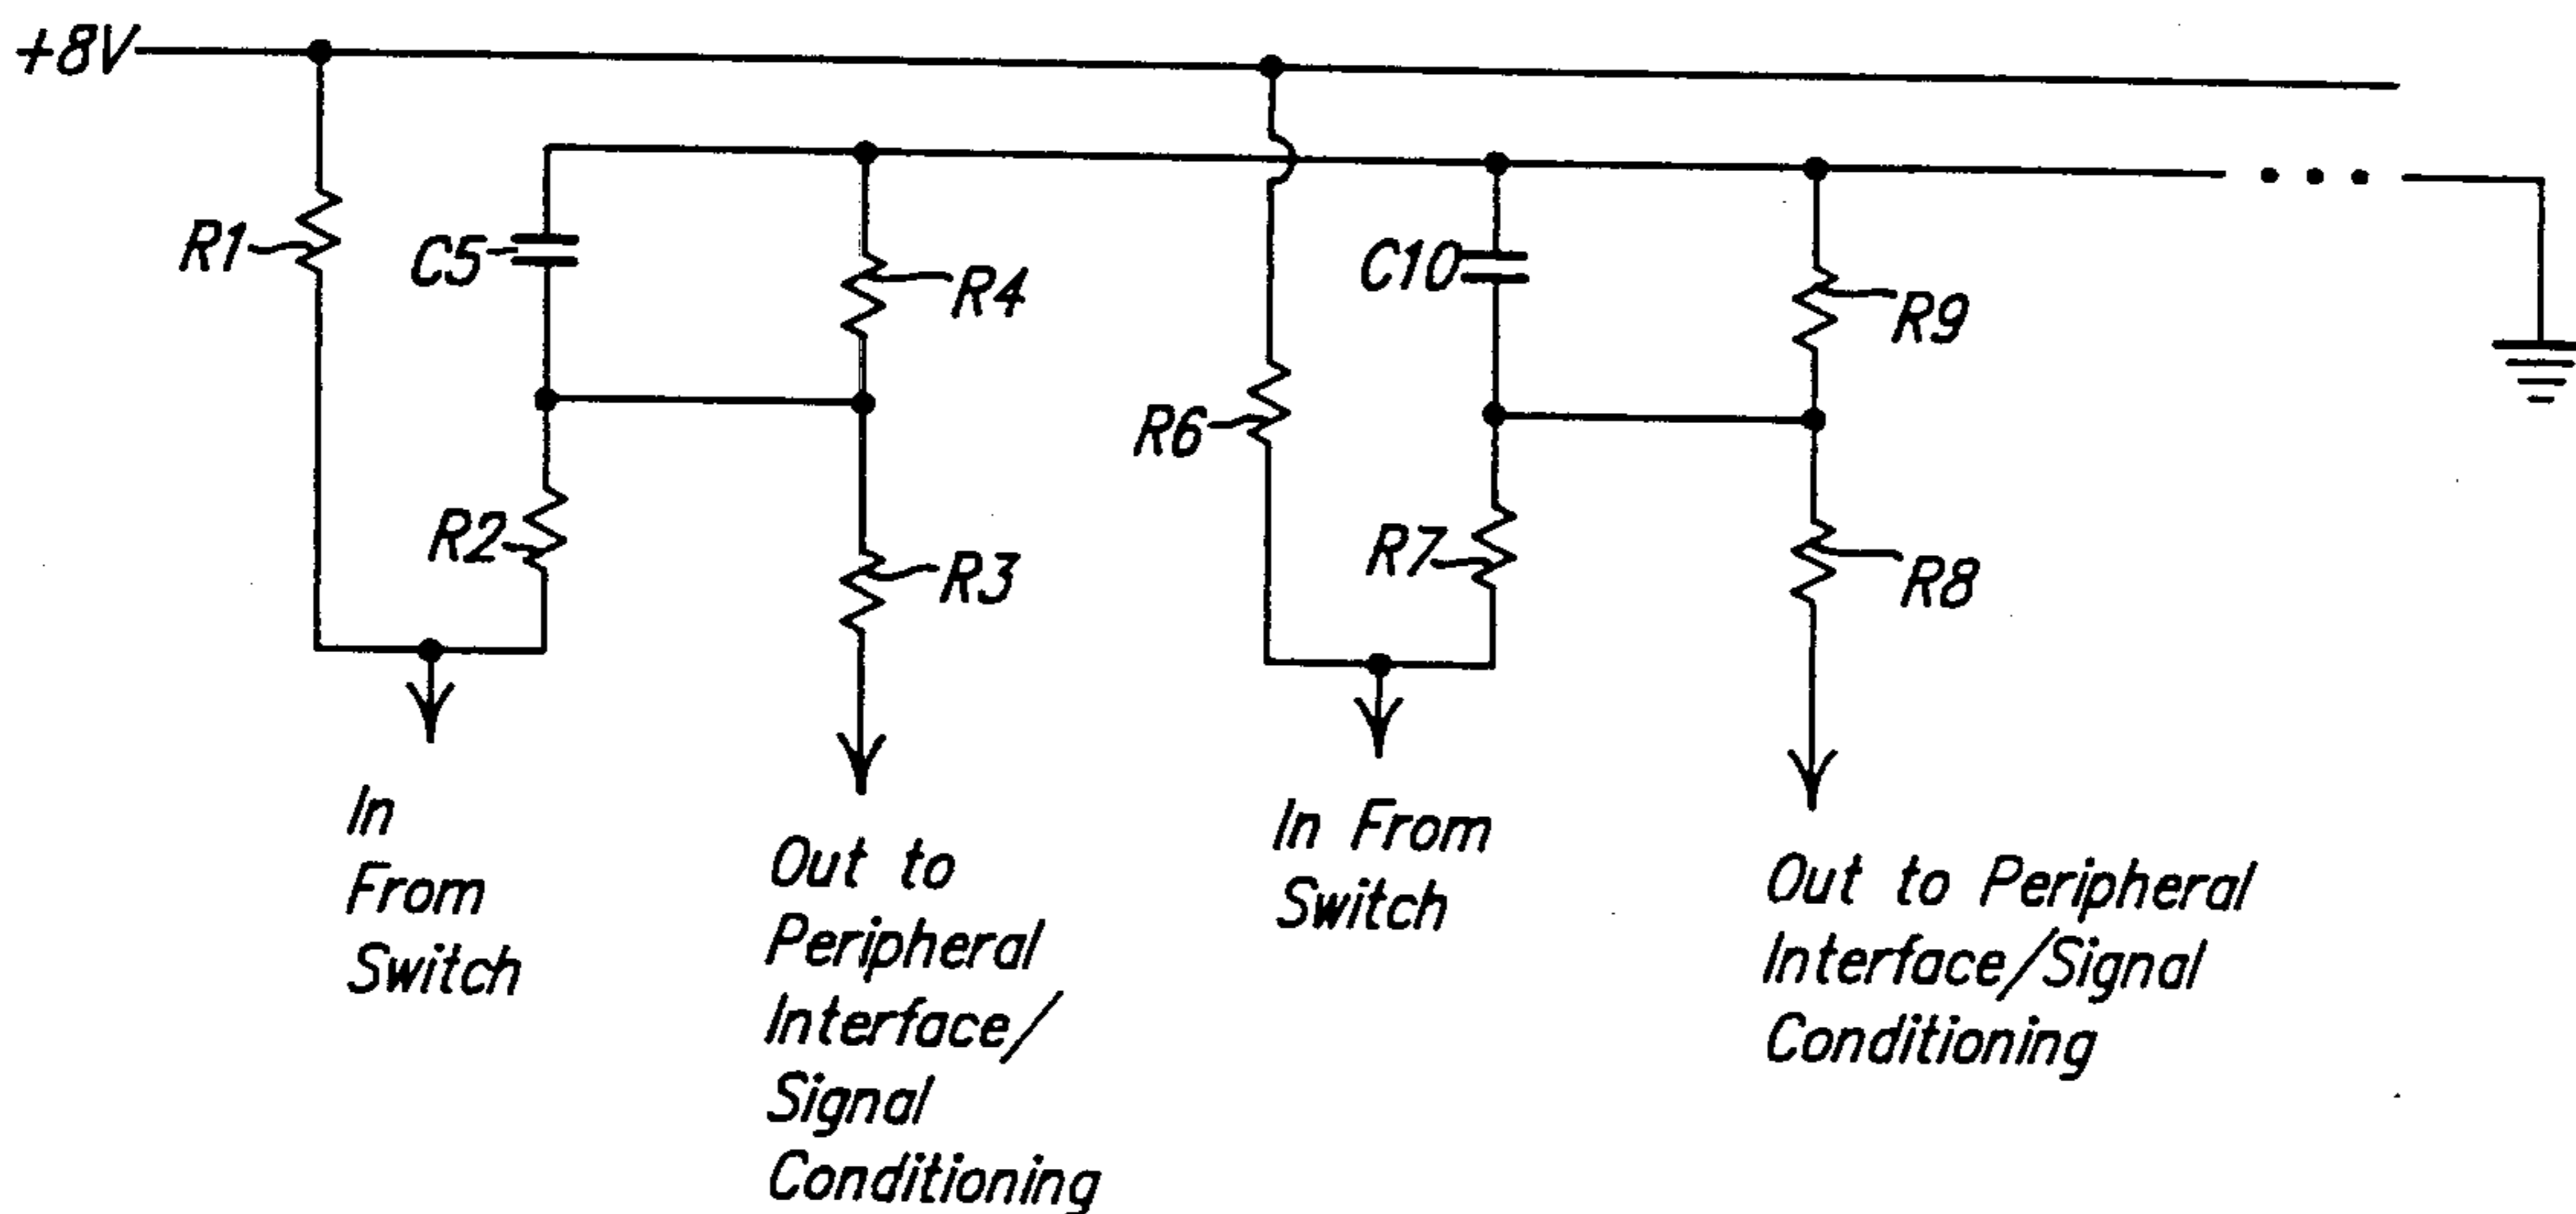 +8V
R1
C5
R4
C10
R9
R6
R2
R3
R7
R8
In
From
Switch
Out to
Peripheral
Interface/
Signal
Conditioning
In From
Switch
Out to Peripheral
Interface/Signal
Conditioning